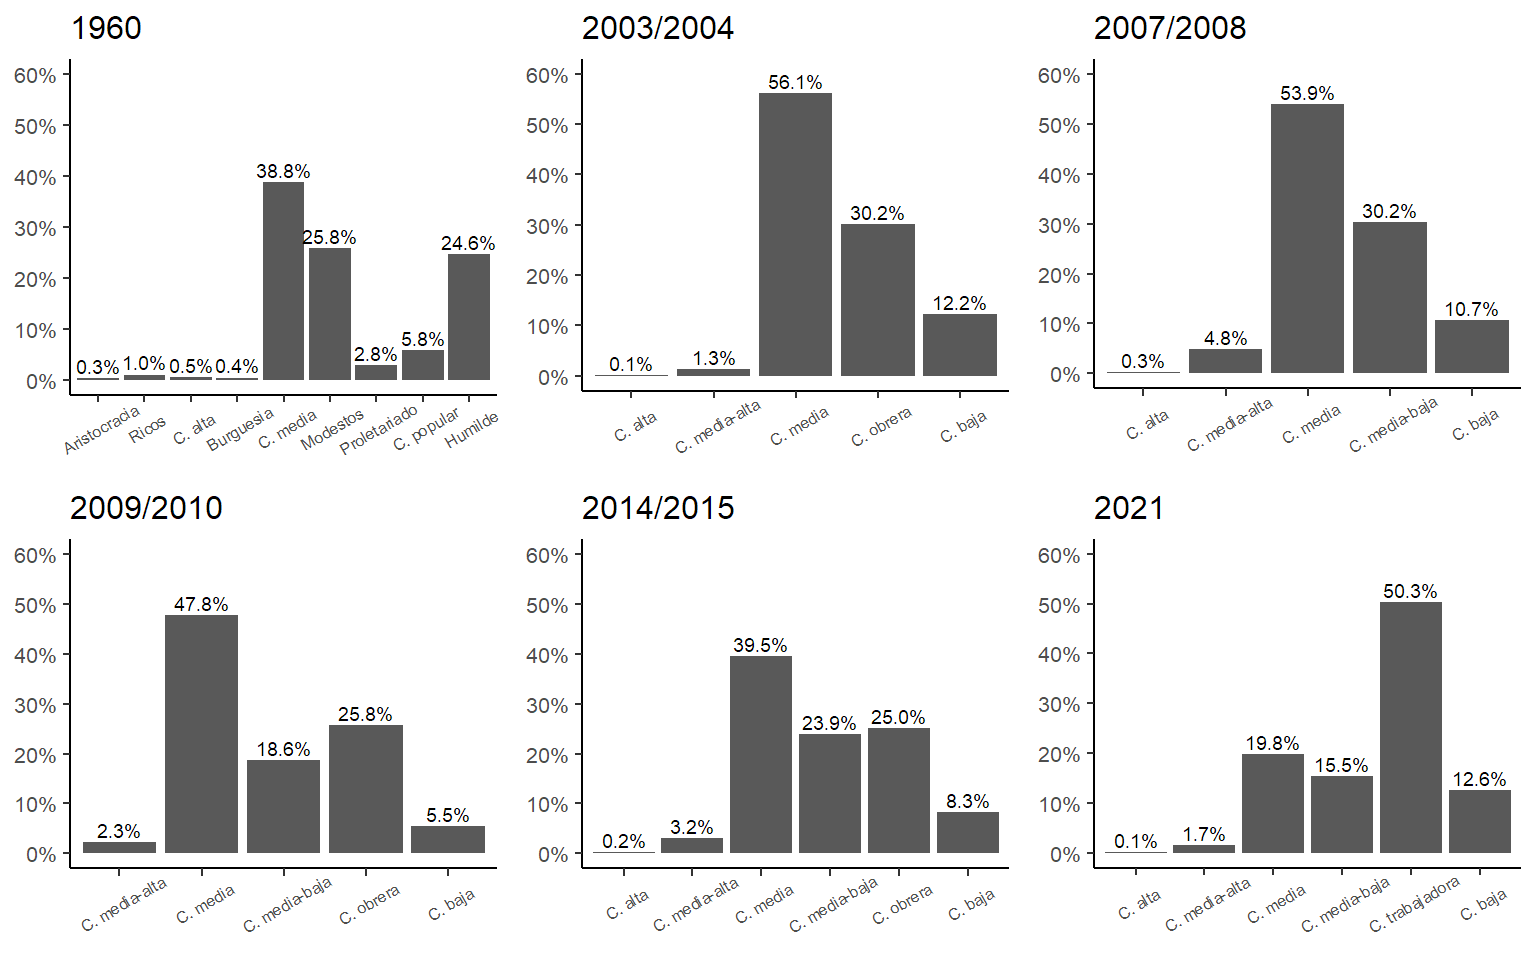 1960
60%
50%
40%
30%
20%
10%
0%
0.3%
1.0%
0.5%
0.4%
38.8%
25.8%
2.8%
5.8%
24.6%
Aristocracia
Ricos
C. alta
Burguesia
C. media
Modestos
Proletariado
C. popular
Humilde
2003/2004
60%
50%
40%
30%
20%
10%
0%
0.1%
1.3%
56.1%
30.2%
12.2%
C. alta
C. media-alta
C. media
C. obrera
C. baja
2007/2008
60%
50%
40%
30%
20%
10%
0%
0.3%
4.8%
53.9%
30.2%
10.7%
C. alta
C. media-alta
C. media
C. media-baja
C. baja
2009/2010
60%
50%
40%
30%
20%
10%
0%
2.3%
47.8%
18.6%
25.8%
5.5%
C. media-alta
C. media
C. media-baja
C. obrera
C. baja
2014/2015
60%
50%
40%
30%
20%
10%
0%
0.2%
3.2%
39.5%
23.9%
25.0%
8.3%
C. alta
C. media-alta
C. media
C. media-baja
C. obrera
C. baja
2021
60%
50%
40%
30%
20%
10%
0%
0.1%
1.7%
19.8%
15.5%
50.3%
12.6%
C. alta
C. media-alta
C. media
C. media-baja
C. trabajadora
C. baja